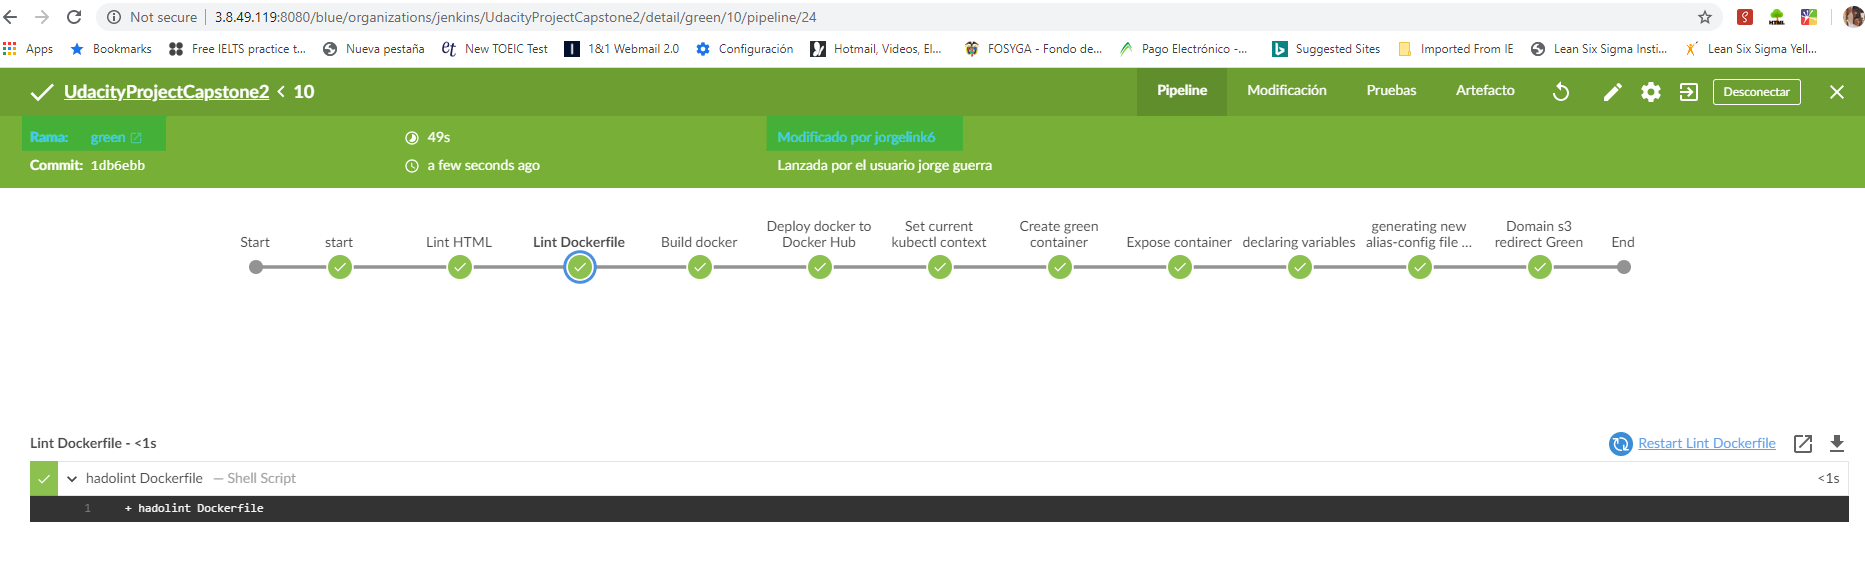 Not secure | 3.8.49.119:8080/blue/organizations/jenkins/UdacityProjectCapstone2/detail/green/10/pipeline/24
Apps Bookmarks Free IELTS practice t... Nueva pestaña et New TOEIC Test 1&1 Webmail 2.0 Configuración Hotmail, Videos, El... FOSYGA - Fondo de... Pago Electrónico -... Suggested Sites Imported From IE Lean Six Sigma Insti... Lean Six Sigma Yell...
UdacityProjectCapstone2 < 10 Pipeline Modificación Pruebas Artefacto Desconectar
Rama: green 49s Modificado por jorgelink6
Commit: 1db6ebb a few seconds ago Lanzada por el usuario jorge guerra
Start
start
Lint HTML
Lint Dockerfile
Build docker
Deploy docker to
Docker Hub
Set current
kubectl context
Create green
container
Expose container
declaring variables
generating new
alias-config file ...
Domain s3
redirect Green
End
Lint Dockerfile - <1s Restart Lint Dockerfile
hadolint Dockerfile — Shell Script <1s
1 + hadolint Dockerfile